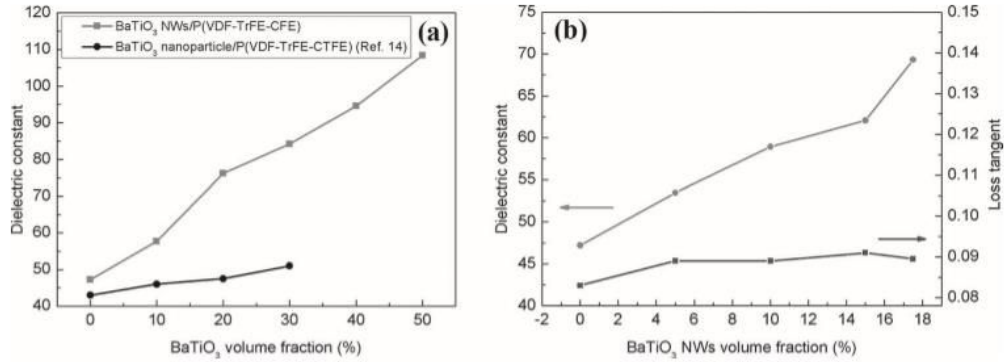 (a)
BaTiO₃ NWs/P(VDF-TrFE-CFE)
BaTiO₃ nanoparticle/P(VDF-TrFE-CTFE) (Ref. 14)
Dielectric constant
120
110
100
90
80
70
60
50
40
0 10 20 30 40 50
BaTiO₃ volume fraction (%)
(b)
Dielectric constant
75
70
65
60
55
50
45
40
-2 0 2 4 6 8 10 12 14 16 18
BaTiO₃ NWs volume fraction (%)
0.15
0.14
0.13
0.12
0.11
0.10
0.09
0.08
Loss tangent